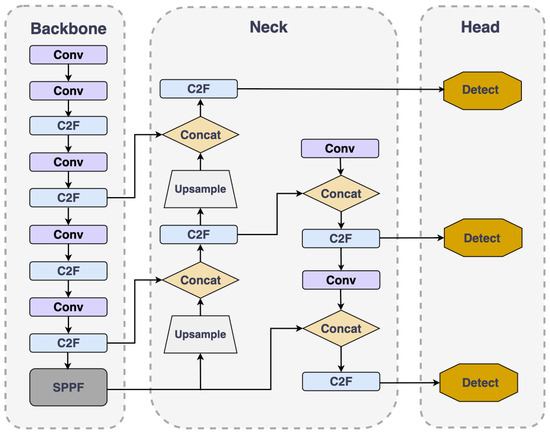 Backbone
Conv
Conv
C2F
Conv
C2F
Conv
C2F
Conv
C2F
SPPF
Neck
C2F
Concat
Upsample
C2F
Concat
Upsample
Conv
Concat
C2F
Conv
Concat
C2F
Head
Detect
Detect
Detect